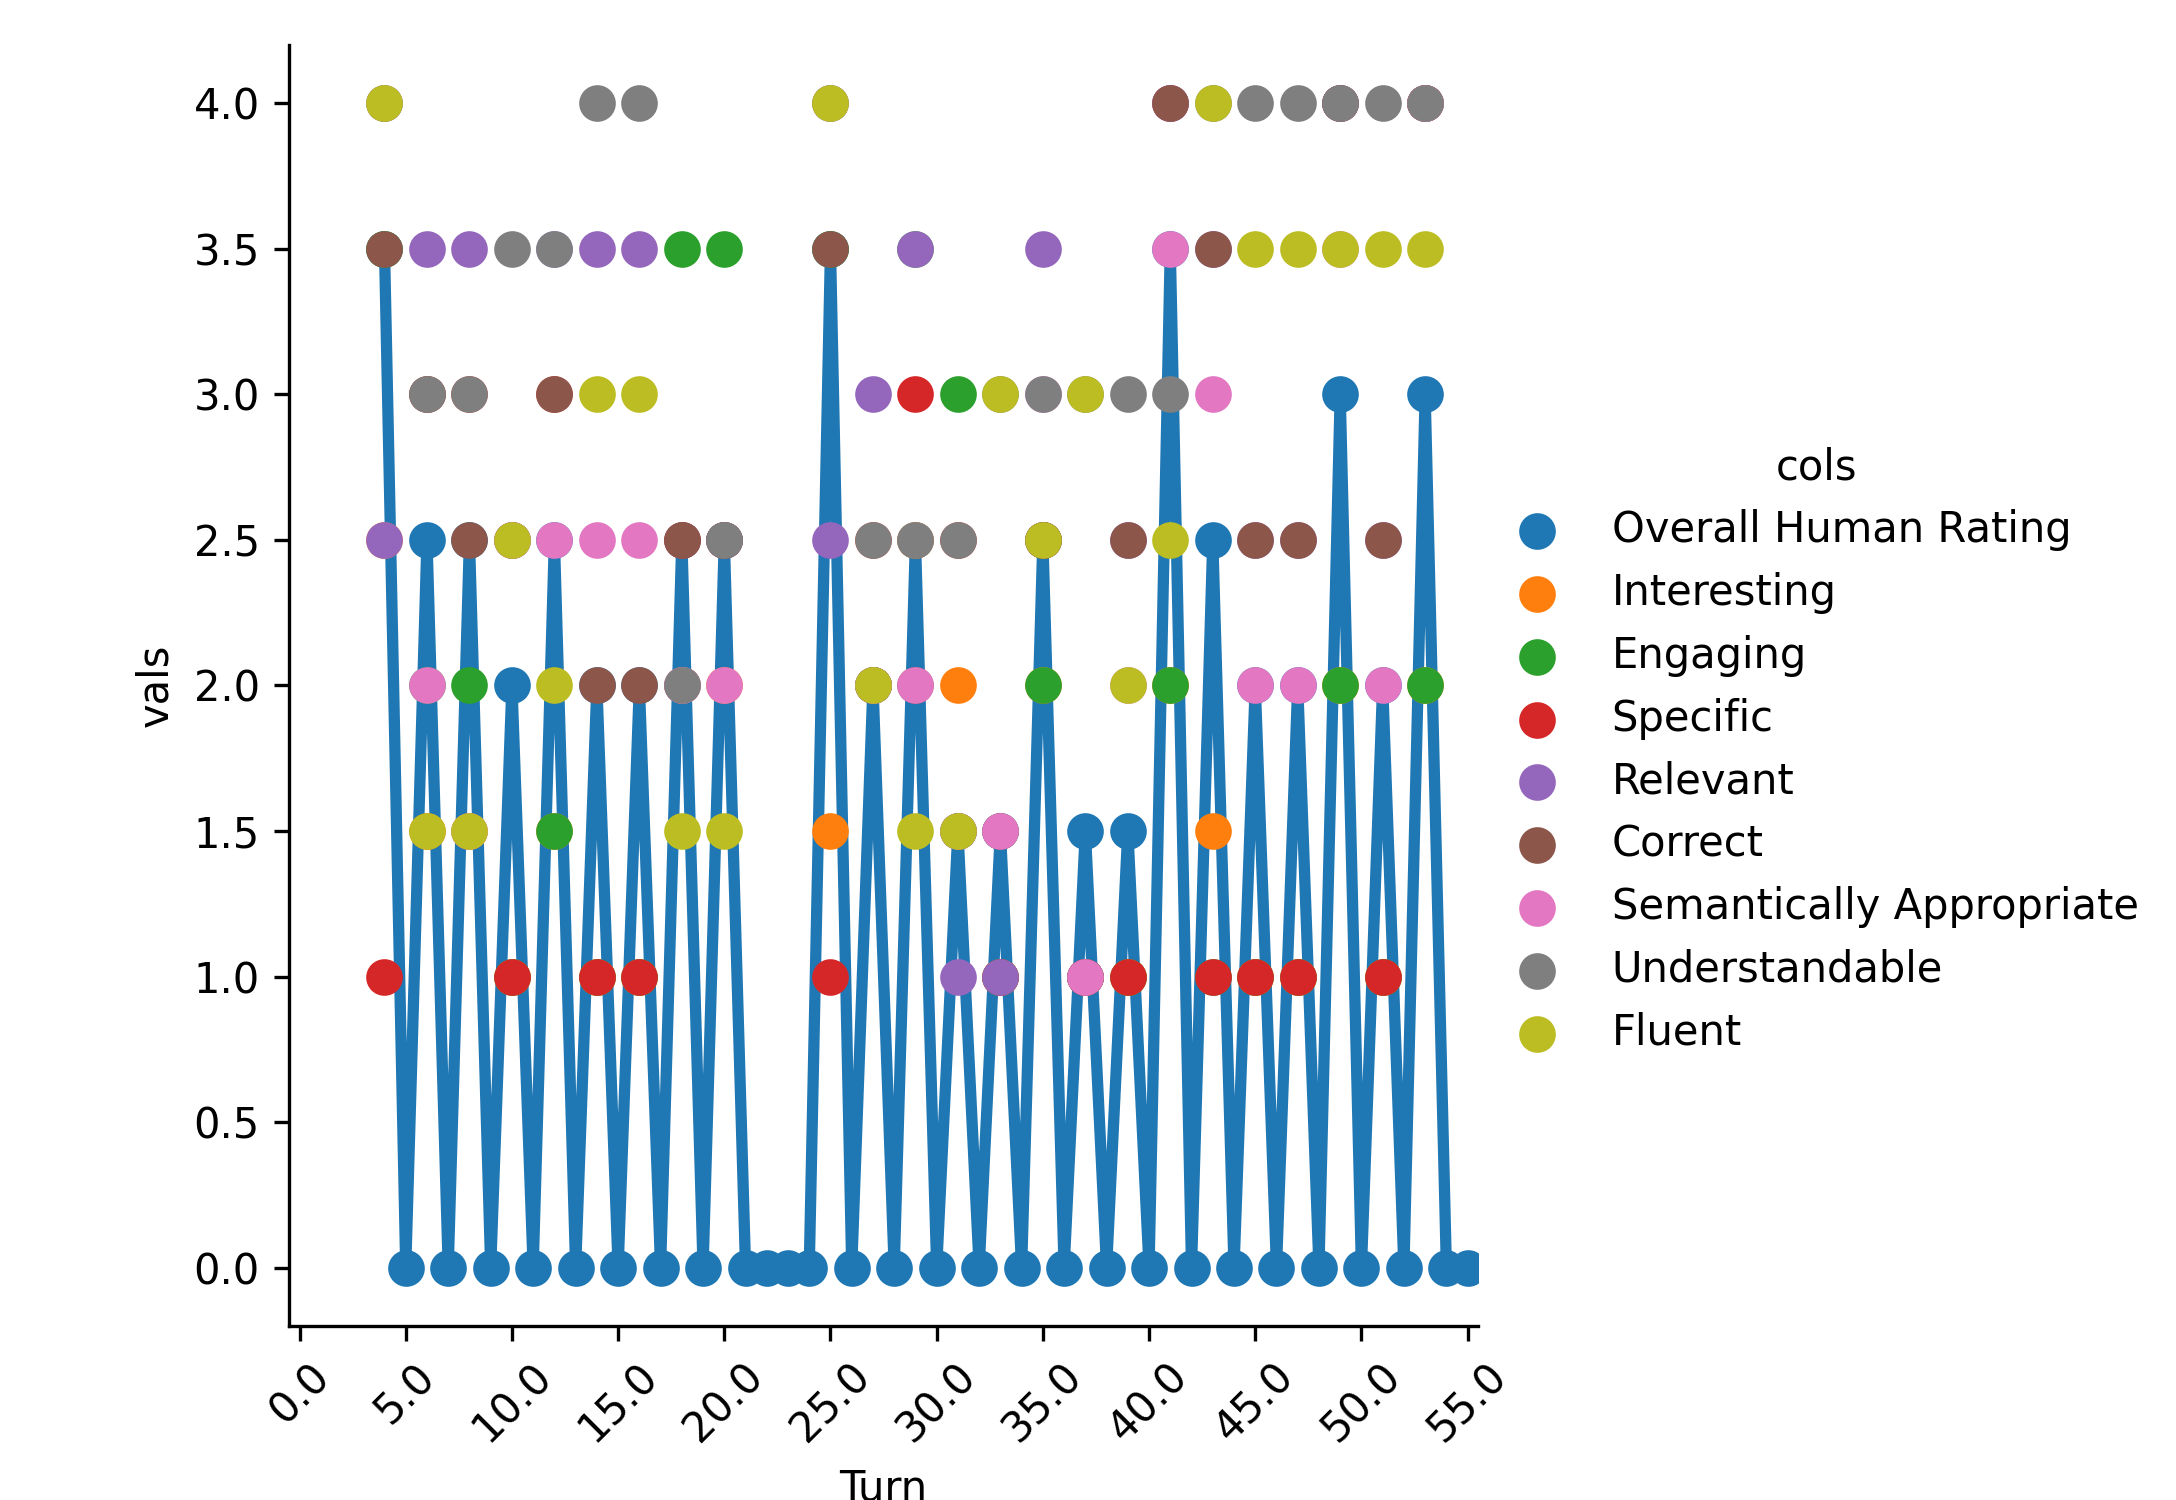 4.0
3.5
3.0
2.5
2.0
1.5
1.0
0.5
0.0
vals
0.0 5.0 10.0 15.0 20.0 25.0 30.0 35.0 40.0 45.0 50.0 55.0
Turn
cols
Overall Human Rating
Interesting
Engaging
Specific
Relevant
Correct
Semantically Appropriate
Understandable
Fluent